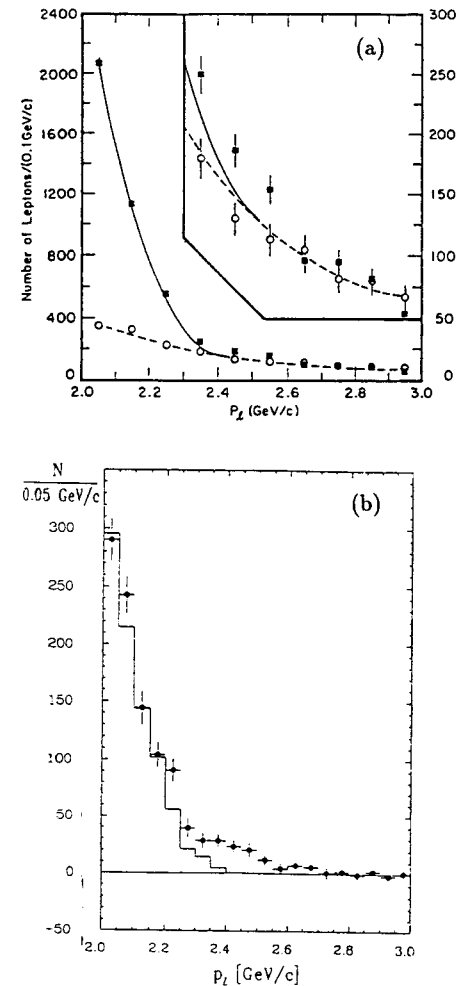 2400 300
(a)
2000 250
1600 200
1200 150
800 100
400 50
0 0
Number of Leptons/(0.1GeV/c)
2.0 2.2 2.4 2.6 2.8 3.0
Pℓ (GeV/c)
N
0.05 GeV/c
(b)
300
250
200
150
100
50
0
-50
2.0 2.2 2.4 2.6 2.8 3.0
pℓ [GeV/c]